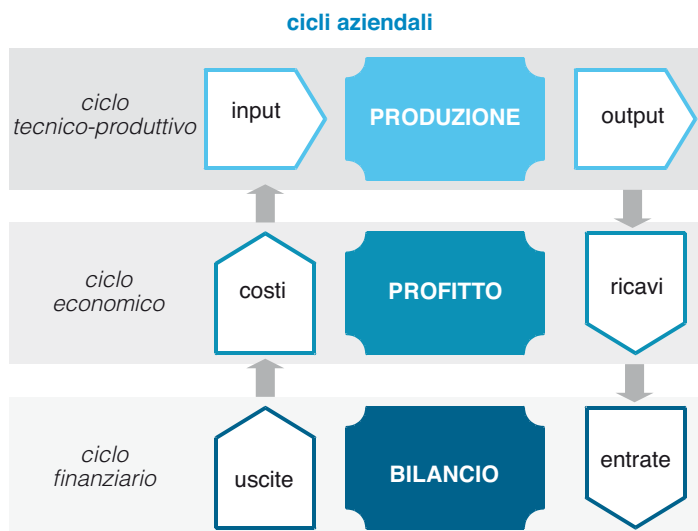 cicli aziendali
ciclo
tecnico-produttivo
input
PRODUZIONE
output
ciclo
economico
costi
PROFITTO
ricavi
ciclo
finanziario
uscite
BILANCIO
entrate